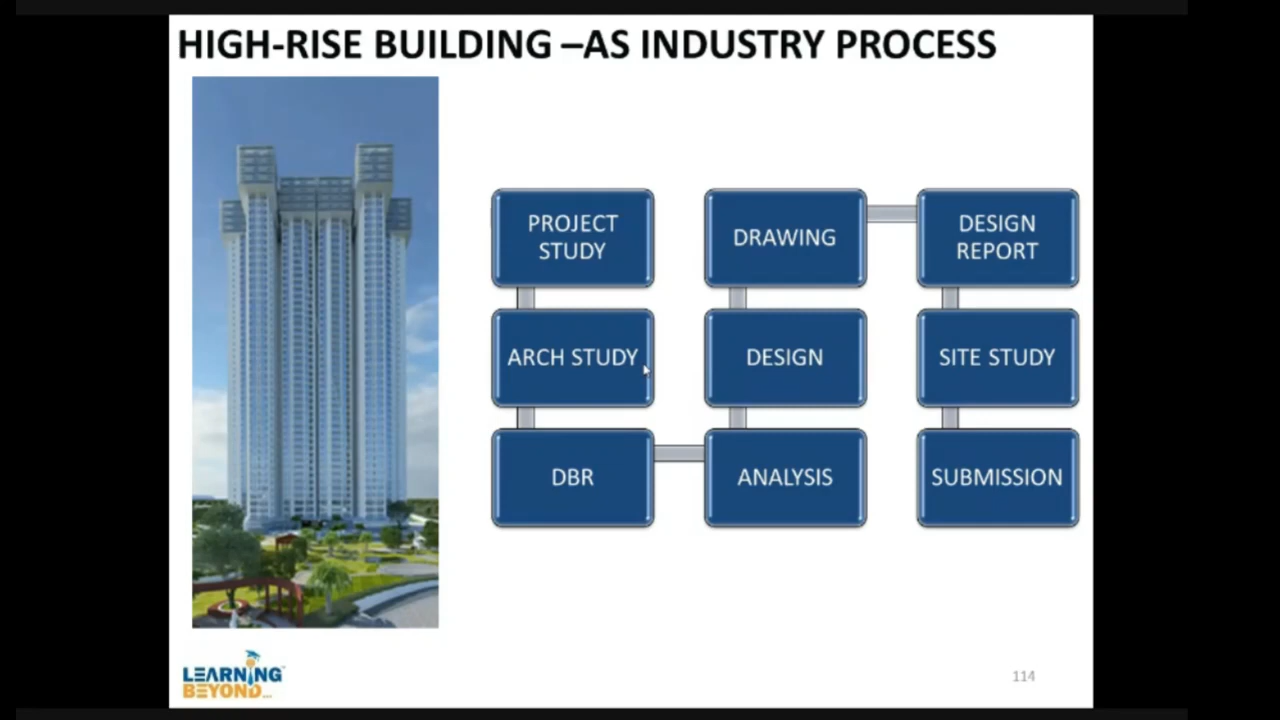 HIGH-RISE BUILDING –AS INDUSTRY PROCESS
PROJECT
STUDY
ARCH STUDY
DBR
ANALYSIS
DESIGN
DRAWING
DESIGN
REPORT
SITE STUDY
SUBMISSION
LEARNING
BEYOND
114